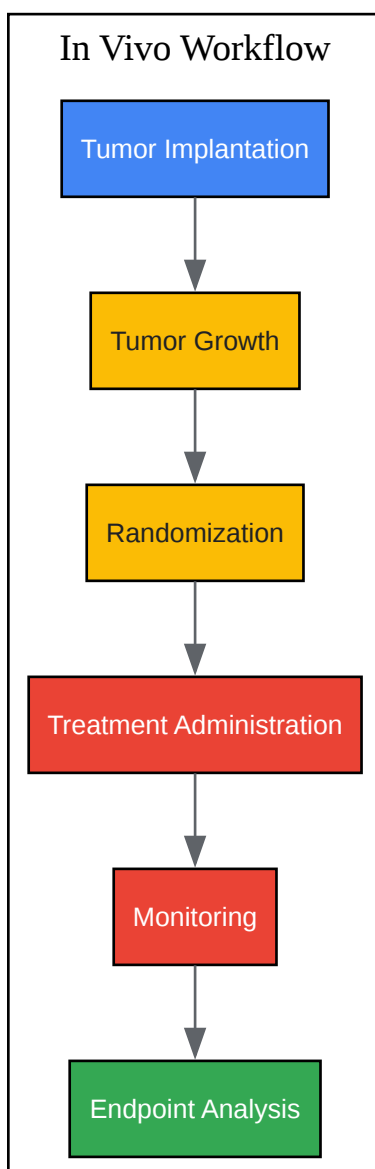 In Vivo Workflow
Tumor Implantation
Tumor Growth
Randomization
Treatment Administration
Monitoring
Endpoint Analysis